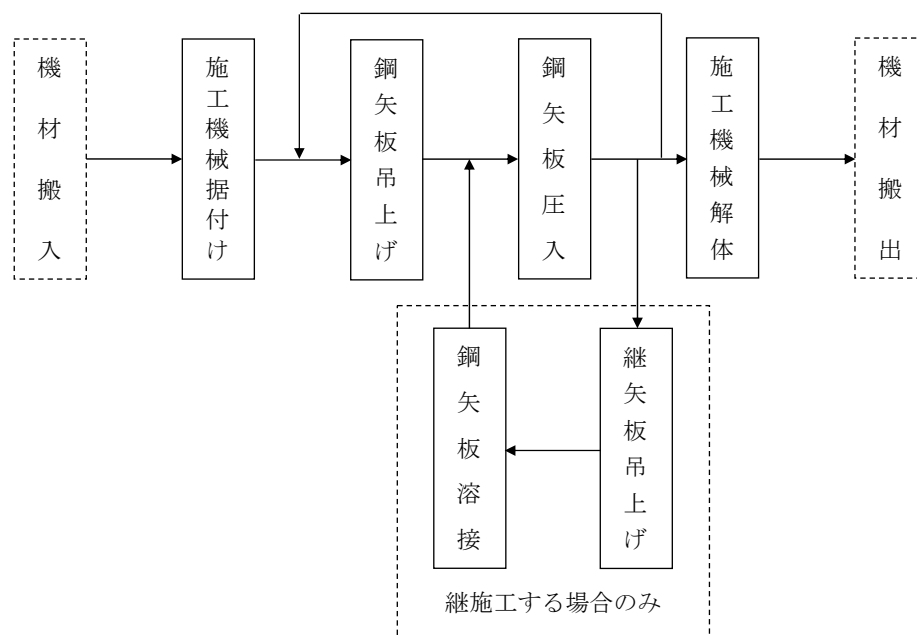 機材搬入
施工機械据付け
鋼矢板吊上げ
鋼矢板圧入
施工機械解体
機材搬出
鋼矢板溶接
継矢板吊上げ
継施工する場合のみ